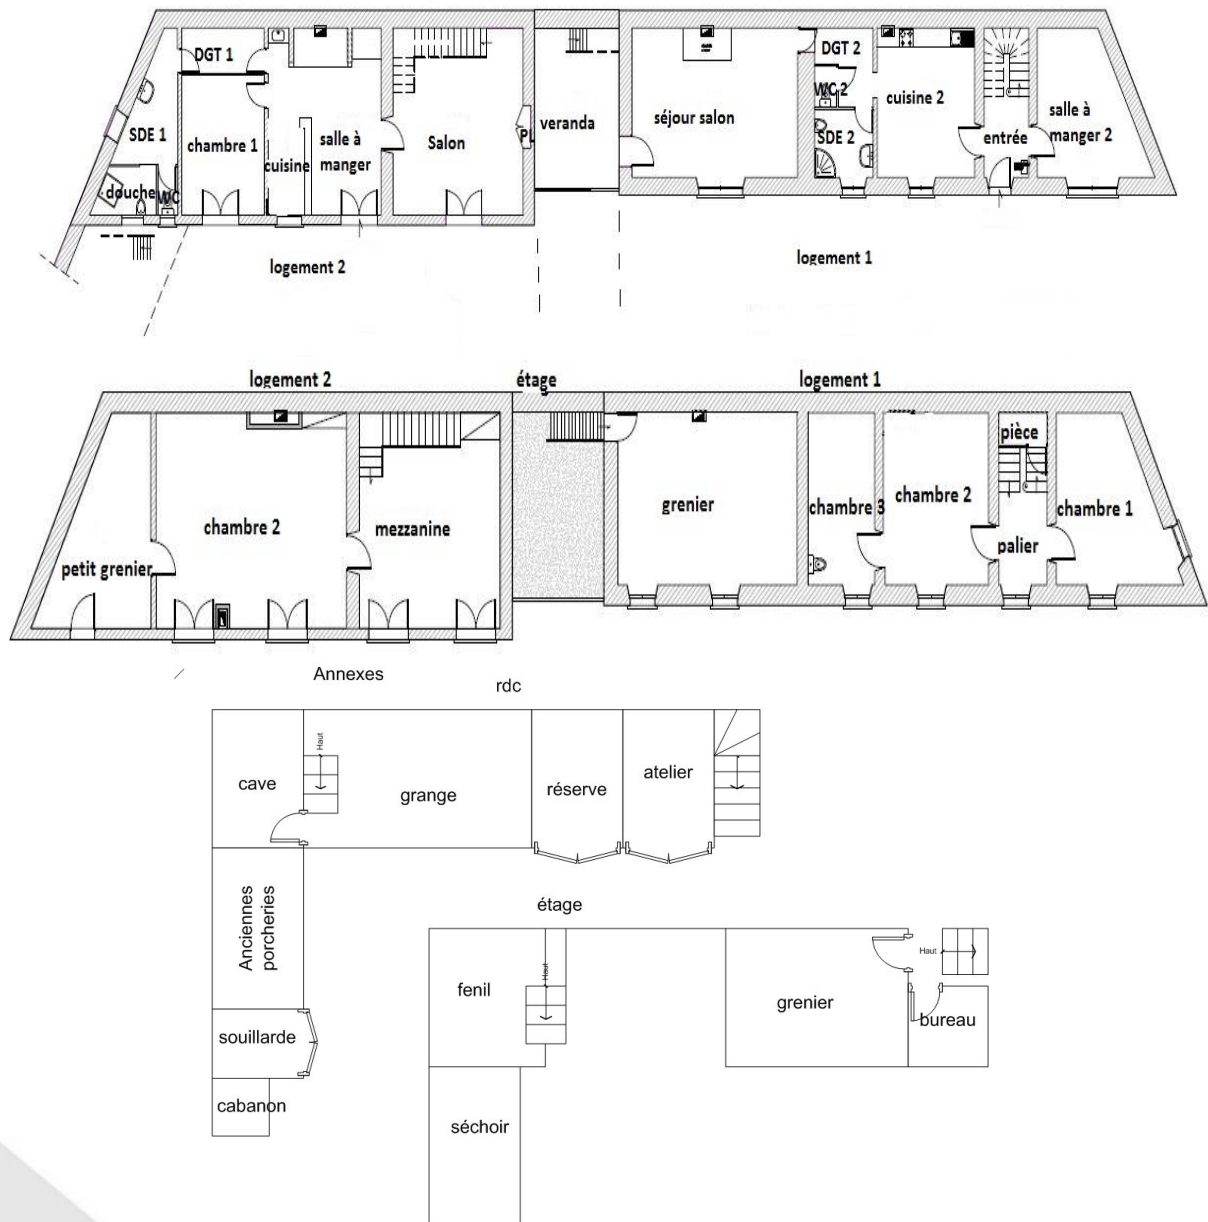 DGT 1
SDE 1
chambre 1
douche
WC
cuisine
salle à
manger
Salon
Pl
veranda
séjour salon
DGT 2
WC 2
SDE 2
cuisine 2
entrée
salle à
manger 2
logement 2
logement 1
logement 2
étage
logement 1
petit grenier
chambre 2
mezzanine
grenier
chambre 3
chambre 2
pièce
palier
chambre 1
Annexes
rdc
cave
Haut
grange
réserve
atelier
Anciennes
porcheries
souillarde
cabanon
étage
fenil
Haut
grenier
Haut
bureau
séchoir